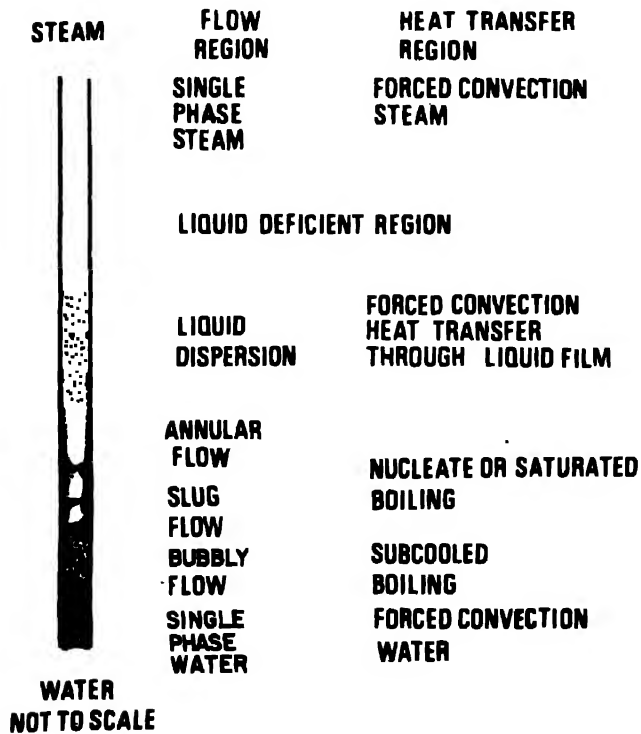 STEAM
FLOW
REGION
HEAT TRANSFER
REGION
SINGLE
PHASE
STEAM
FORCED CONVECTION
STEAM
LIQUID DEFICIENT REGION
LIQUID
DISPERSION
FORCED CONVECTION
HEAT TRANSFER
THROUGH LIQUID FILM
ANNULAR
FLOW
SLUG
FLOW
NUCLEATE OR SATURATED
BOILING
BUBBLY
FLOW
SUBCOOLED
BOILING
SINGLE
PHASE
WATER
FORCED CONVECTION
WATER
WATER
NOT TO SCALE